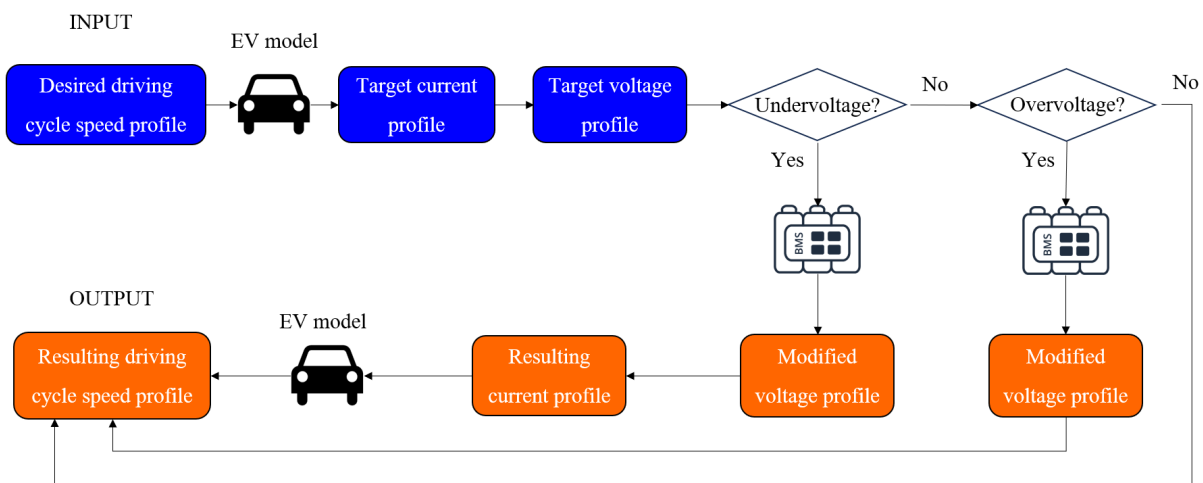 INPUT
EV model
Desired driving
cycle speed profile
Target current
profile
Target voltage
profile
Undervoltage?
No
Overvoltage?
No
Yes
Yes
BMS
BMS
OUTPUT
EV model
Resulting driving
cycle speed profile
Resulting
current profile
Modified
voltage profile
Modified
voltage profile